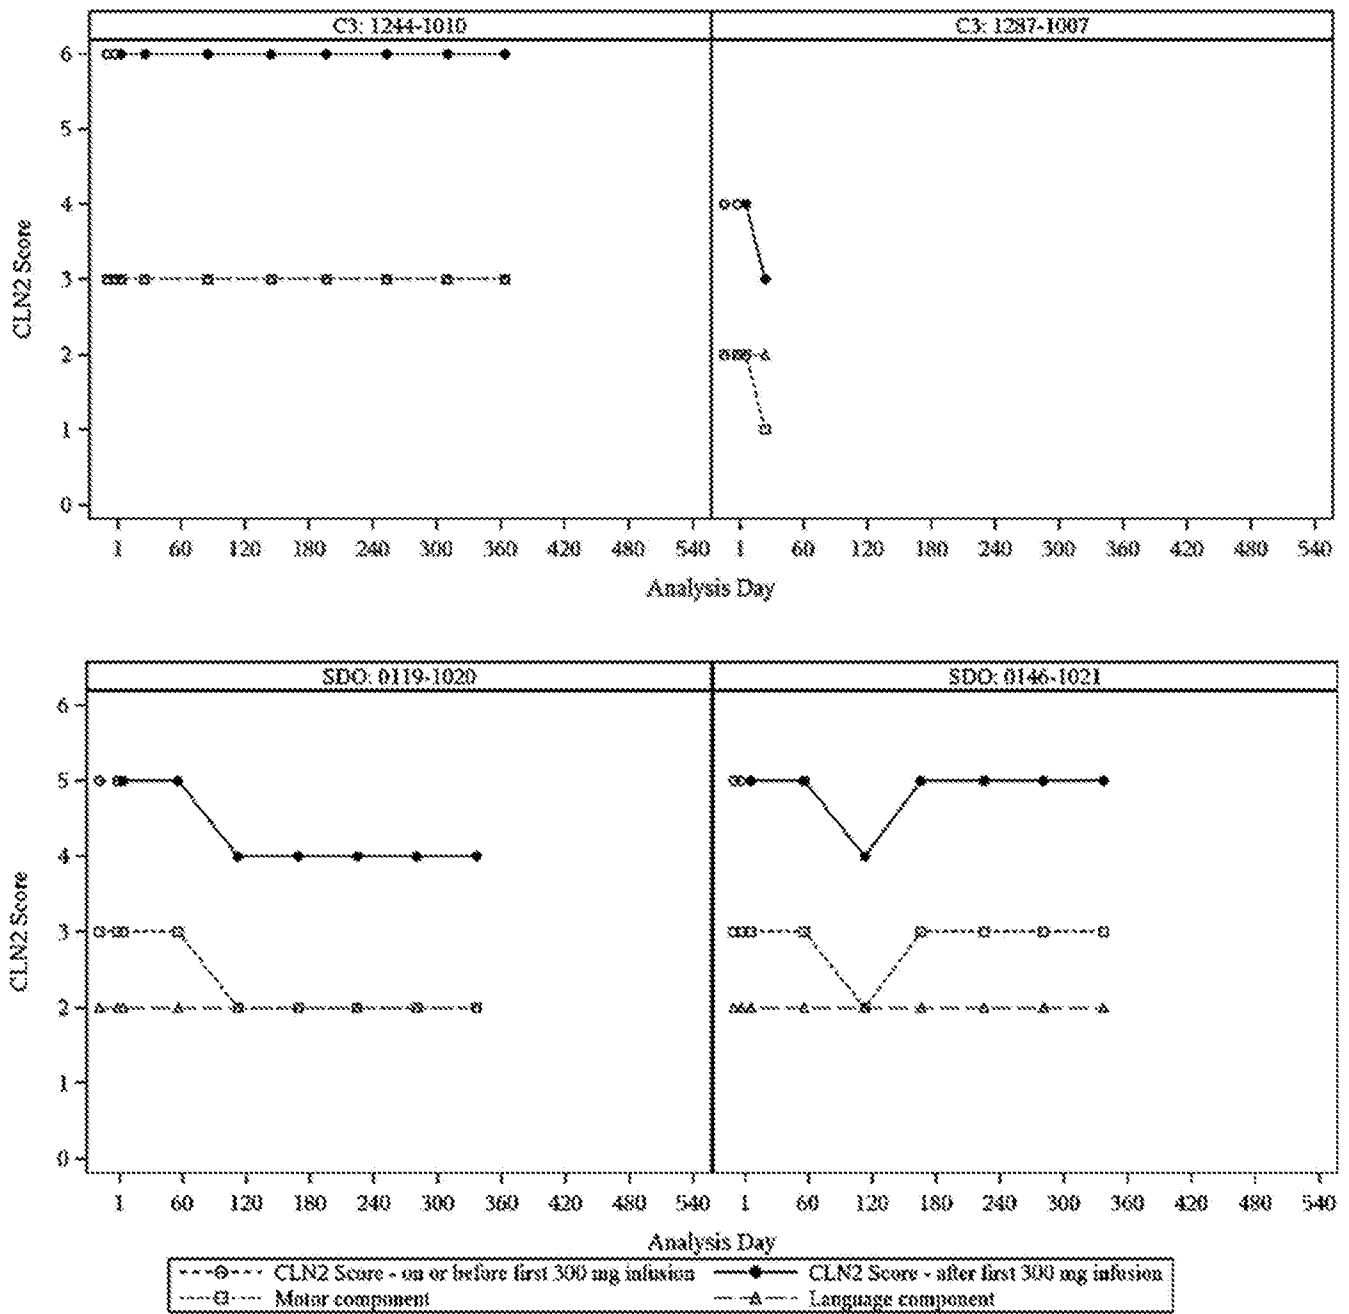 C3: 1244-1010 C3: 1287-1007
6
5
4
3
2
1
0
CLN2 Score
1 60 120 180 240 300 360 420 480 540 1 60 120 180 240 300 360 420 480 540
Analysis Day
SDO: 0119-1020 SDO: 0146-1021
6
5
4
3
2
1
0
CLN2 Score
1 60 120 180 240 300 360 420 480 540 1 60 120 180 240 300 360 420 480 540
Analysis Day
CLN2 Score - on or before first 300 mg infusion CLN2 Score - after first 300 mg infusion
Motor component Language component